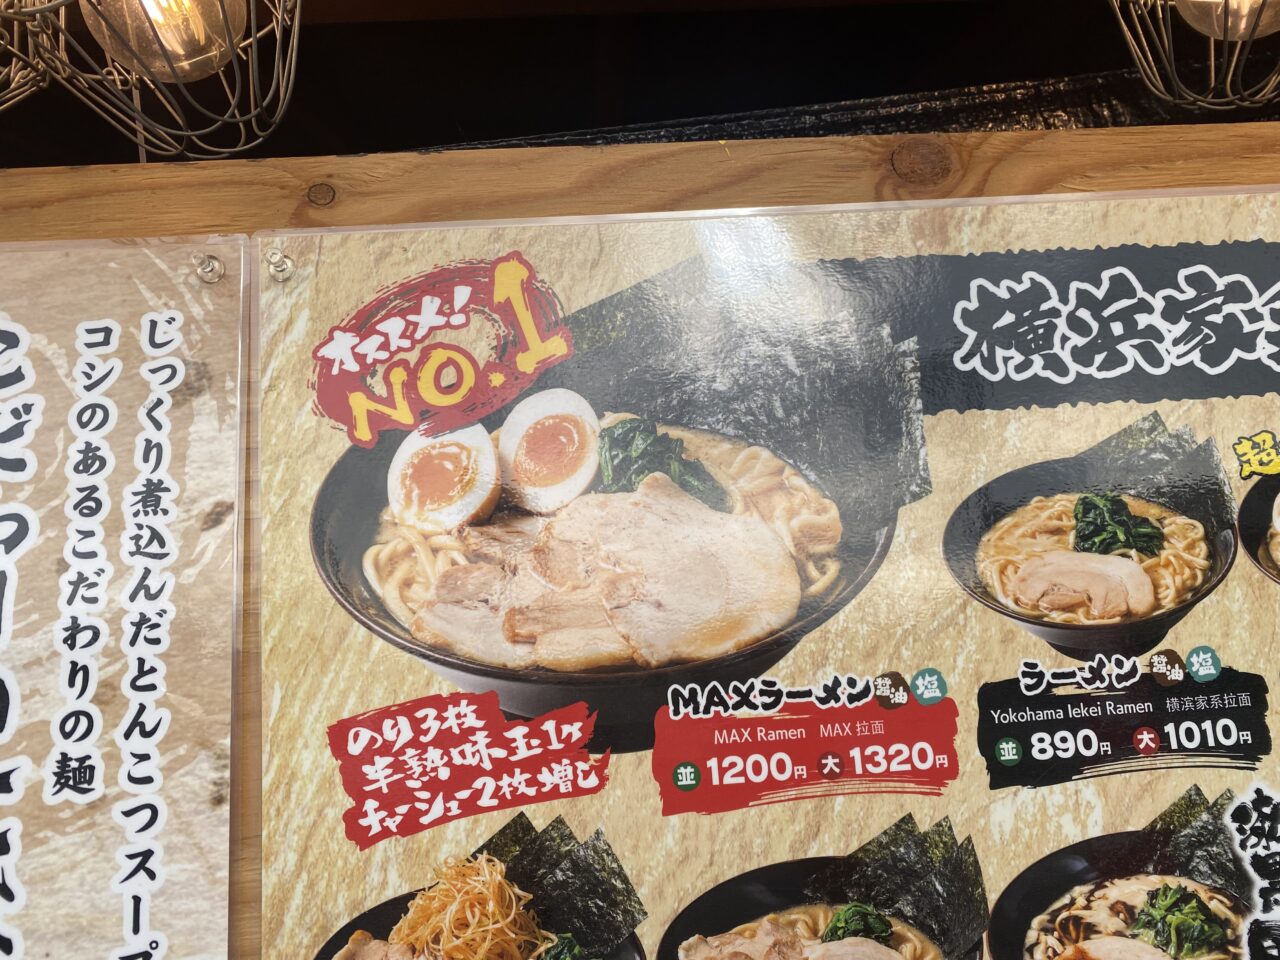 じっくり煮込んだとんこつスープ
コシのあるこだわりの麺
オススメ!
NO.1
横浜家
のり3枚
半熟味玉1ヶ
チャーシュー2枚増し
MAXラーメン 醤油 塩
MAX Ramen MAX 拉面
並 1200円 大 1320円
ラーメン 醤油 塩
Yokohama Iekei Ramen 横浜家系拉面
並 890円 大 1010円
超